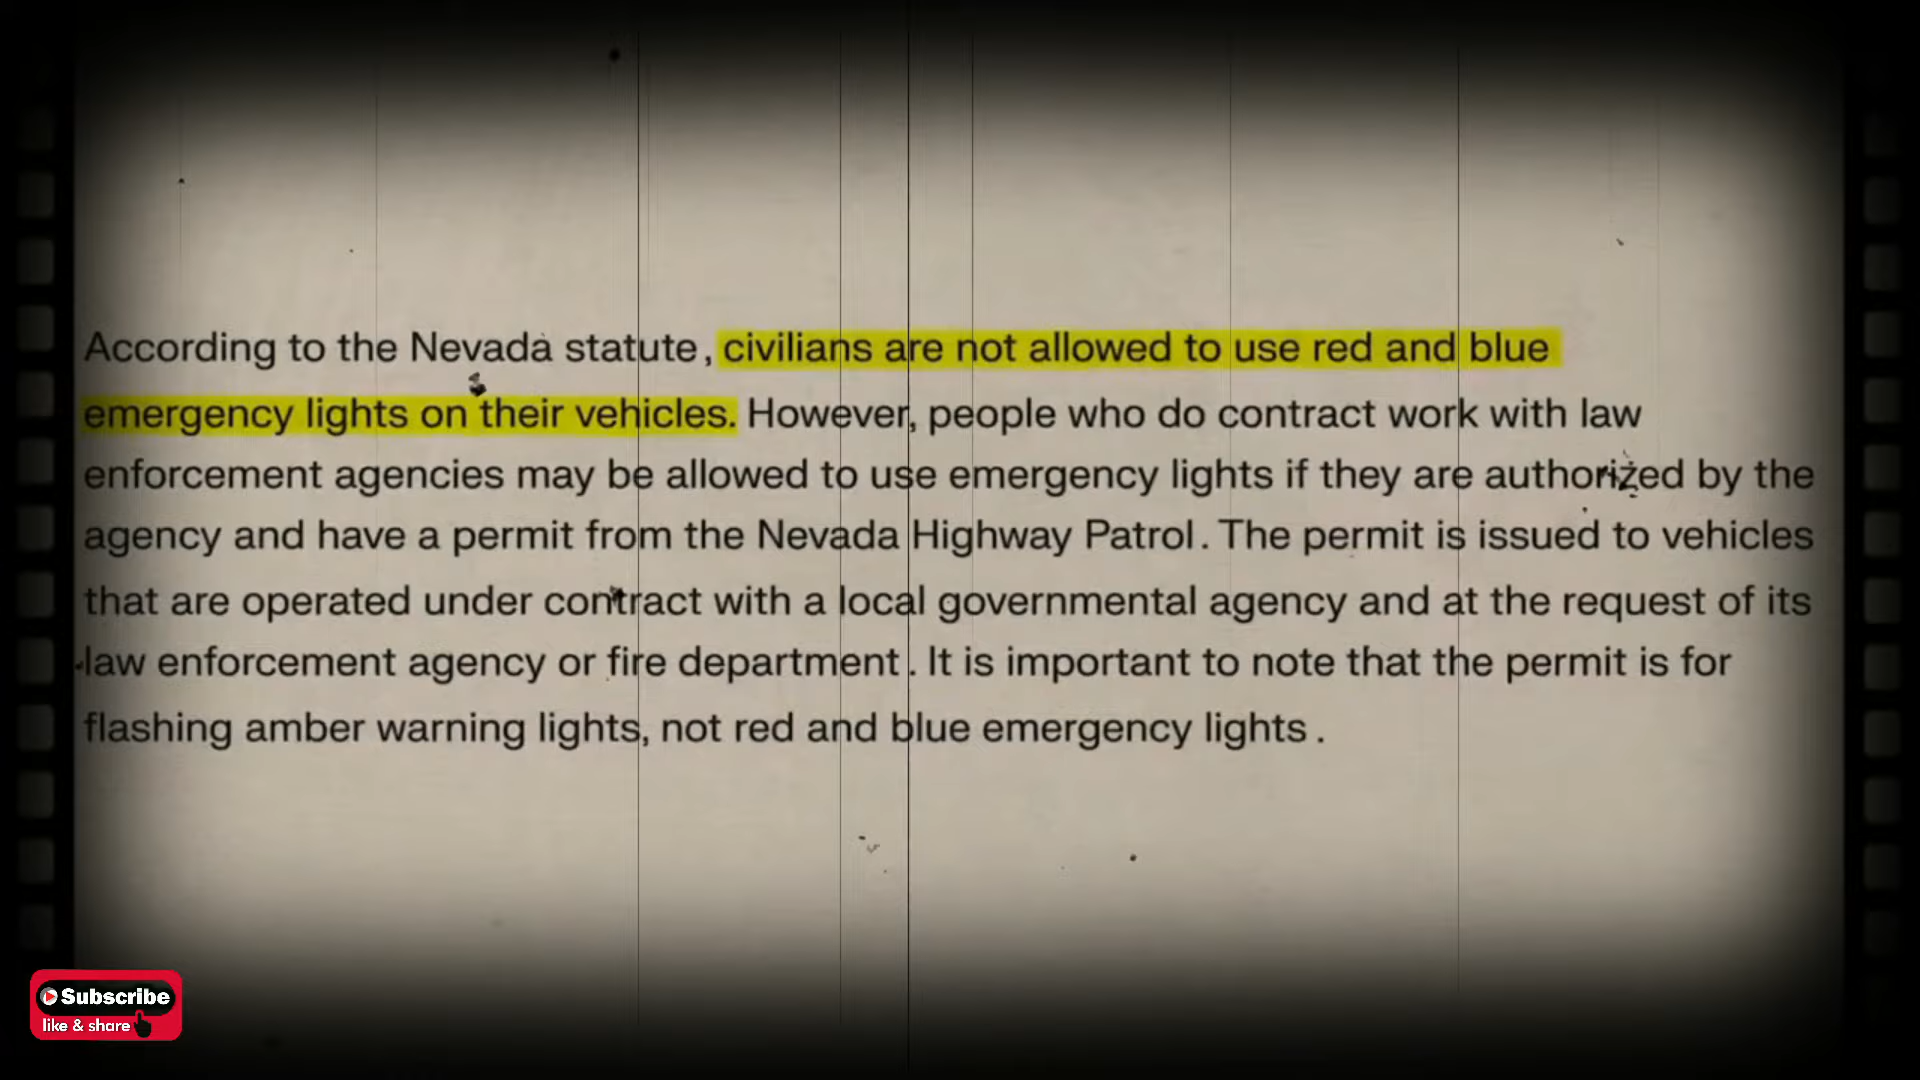 According to the Nevada statute, civilians are not allowed to use red and blue
emergency lights on their vehicles. However, people who do contract work with law
enforcement agencies may be allowed to use emergency lights if they are authorized by the
agency and have a permit from the Nevada Highway Patrol. The permit is issued to vehicles
that are operated under contract with a local governmental agency and at the request of its
law enforcement agency or fire department. It is important to note that the permit is for
flashing amber warning lights, not red and blue emergency lights.
Subscribe
like & share